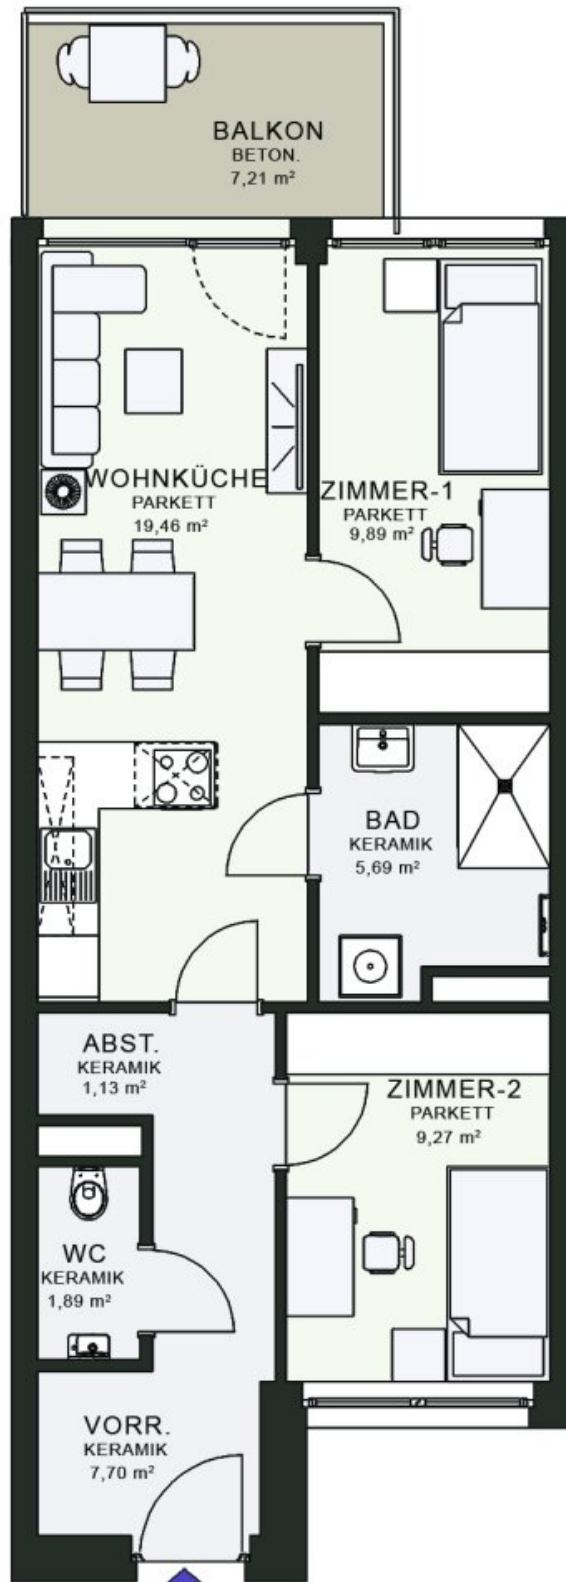 BALKON
BETON.
7,21 m²
WOHNKÜCHE
PARKETT
19,46 m²
ZIMMER-1
PARKETT
9,89 m²
BAD
KERAMIK
5,69 m²
ABST.
KERAMIK
1,13 m²
ZIMMER-2
PARKETT
9,27 m²
WC
KERAMIK
1,89 m²
VORR.
KERAMIK
7,70 m²